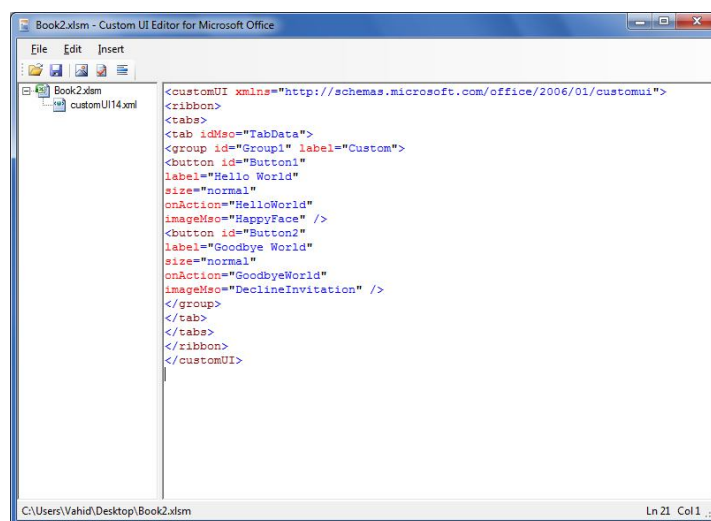 Book2.xlsm - Custom UI Editor for Microsoft Office
File Edit Insert
Book2.xlsm
customUI14.xml
<customUI xmlns="http://schemas.microsoft.com/office/2006/01/customui">
<ribbon>
<tabs>
<tab idMso="TabData">
<group id="Group1" label="Custom">
<button id="Button1"
label="Hello World"
size="normal"
onAction="HelloWorld"
imageMso="HappyFace" />
<button id="Button2"
label="Goodbye World"
size="normal"
onAction="GoodbyeWorld"
imageMso="DeclineInvitation" />
</group>
</tab>
</tabs>
</ribbon>
</customUI>
C:\Users\Vahid\Desktop\Book2.xlsm Ln 21 Col 1